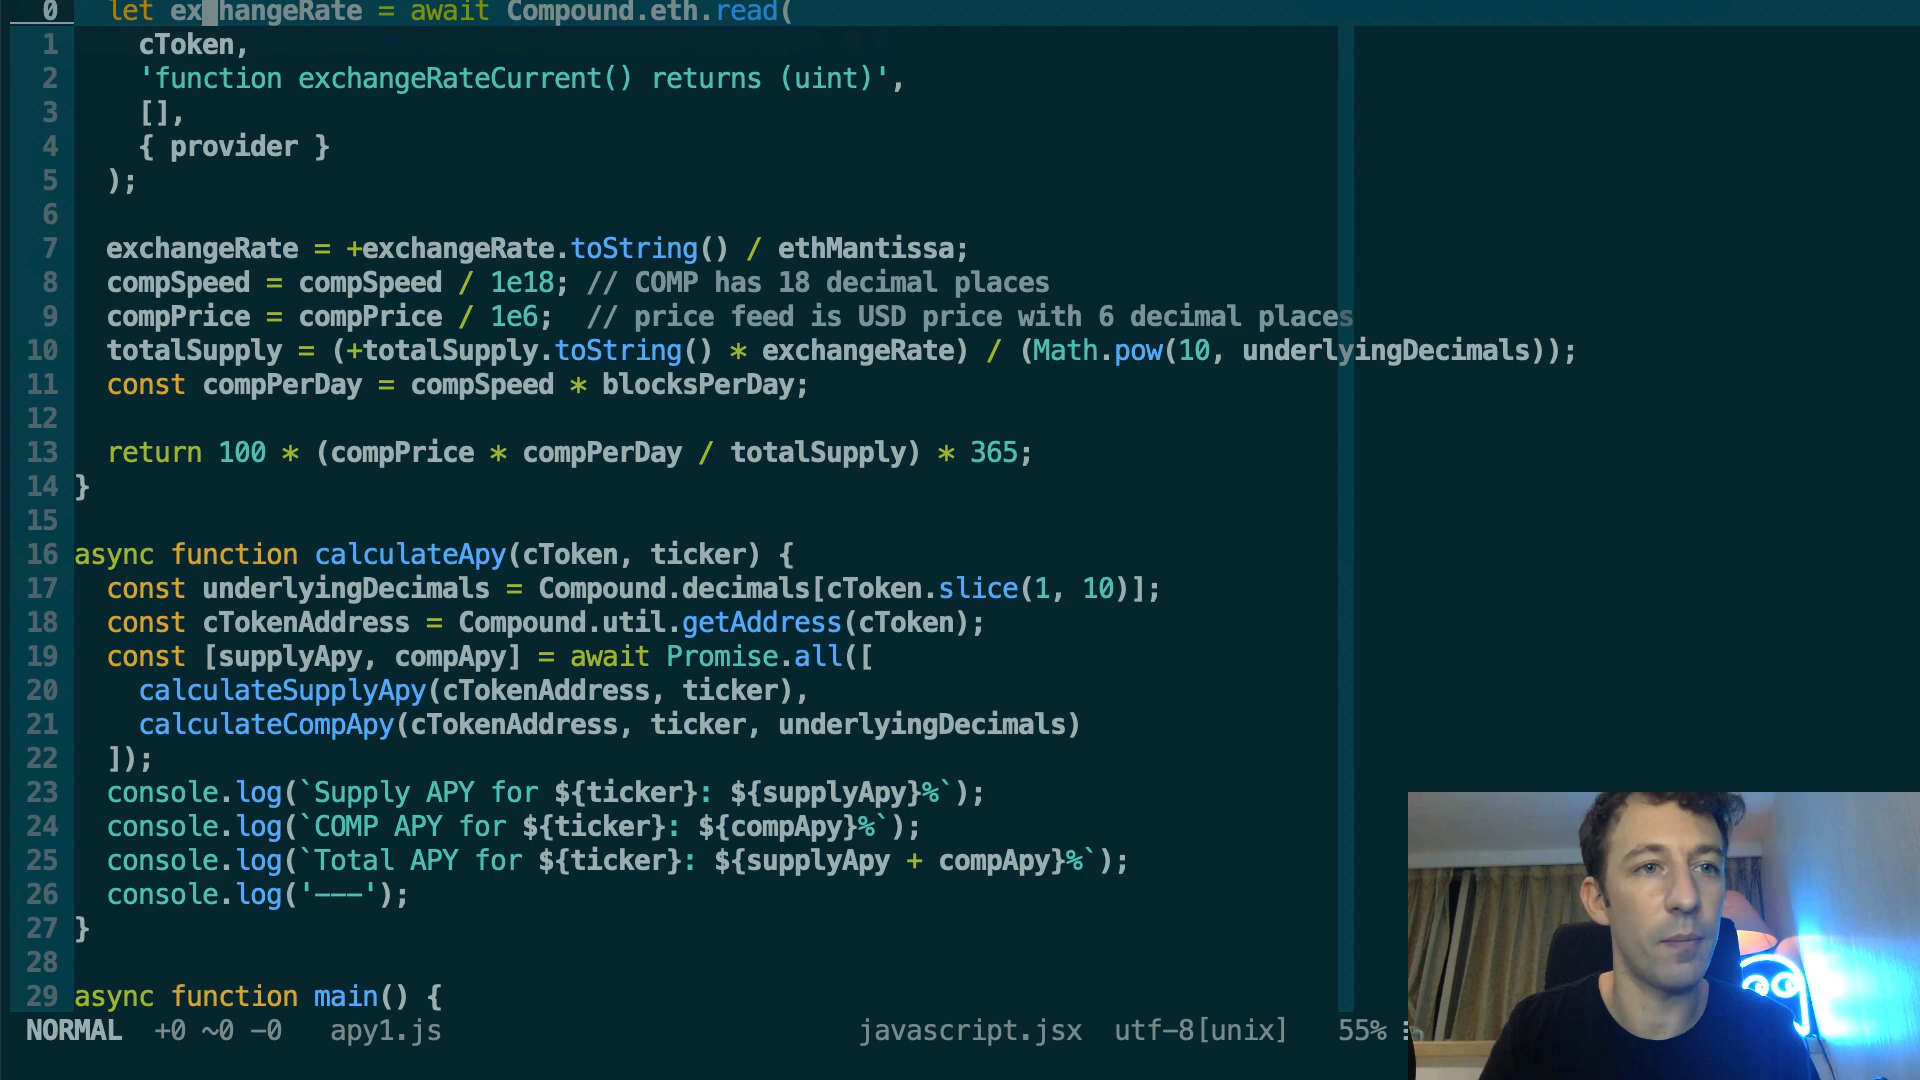 0 let exchangeRate = await Compound.eth.read(
1 cToken,
2 'function exchangeRateCurrent() returns (uint)',
3 [],
4 { provider }
5 );
6
7 exchangeRate = +exchangeRate.toString() / ethMantissa;
8 compSpeed = compSpeed / 1e18; // COMP has 18 decimal places
9 compPrice = compPrice / 1e6;  // price feed is USD price with 6 decimal places
10 totalSupply = (+totalSupply.toString() * exchangeRate) / (Math.pow(10, underlyingDecimals));
11 const compPerDay = compSpeed * blocksPerDay;
12
13 return 100 * (compPrice * compPerDay / totalSupply) * 365;
14 }
15
16 async function calculateApy(cToken, ticker) {
17 const underlyingDecimals = Compound.decimals[cToken.slice(1, 10)];
18 const cTokenAddress = Compound.util.getAddress(cToken);
19 const [supplyApy, compApy] = await Promise.all([
20 calculateSupplyApy(cTokenAddress, ticker),
21 calculateCompApy(cTokenAddress, ticker, underlyingDecimals)
22 ]);
23 console.log(`Supply APY for ${ticker}: ${supplyApy}%`);
24 console.log(`COMP APY for ${ticker}: ${compApy}%`);
25 console.log(`Total APY for ${ticker}: ${supplyApy + compApy}%`);
26 console.log('---');
27 }
28
29 async function main() {
NORMAL +0 ~0 -0 apy1.js javascript.jsx utf-8[unix] 55%